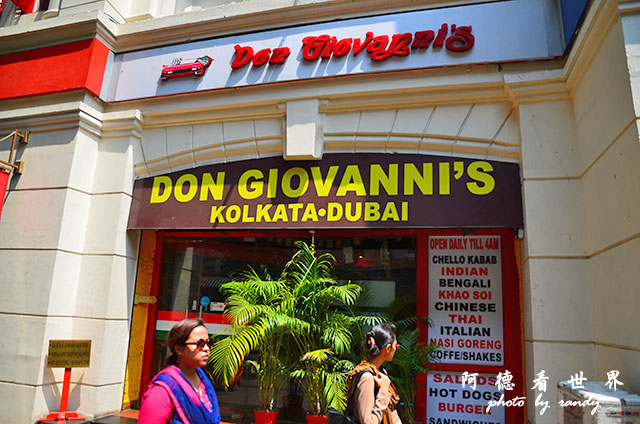 Don Giovanni's
DON GIOVANNI'S
KOLKATA•DUBAI
OPEN DAILY TILL 4AM
CHELLO KABAB
INDIAN
BENGALI
KHAO SOI
CHINESE
THAI
ITALIAN
NASI GORENG
COFFE/SHAKES
SALADS
HOT DOGS
BURGER
SANDWICHES
阿德看世界
photo by randy